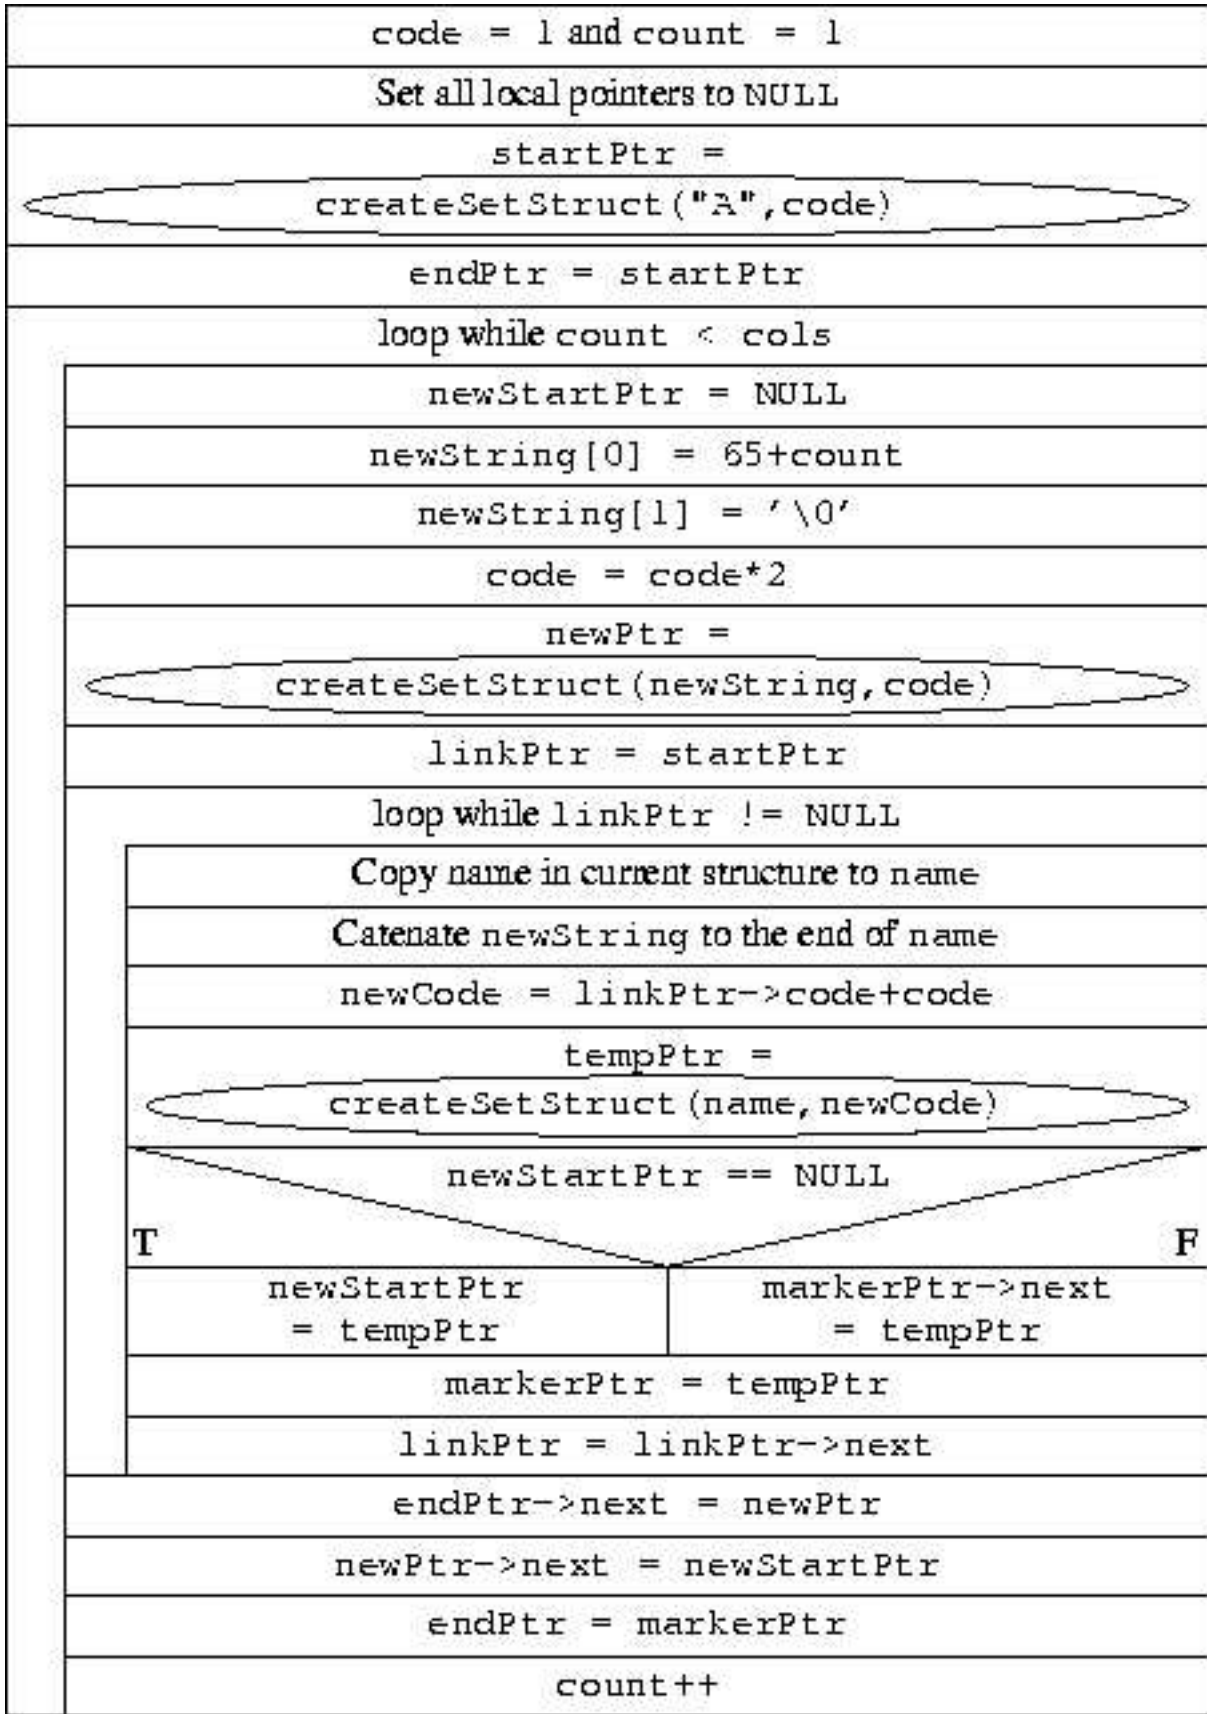 code = 1 and count = 1
Set all local pointers to NULL
startPtr =
createSetStruct("A",code)
endPtr = startPtr
loop while count < cols
newStartPtr = NULL
newString[0] = 65+count
newString[1] = '\0'
code = code*2
newPtr =
createSetStruct(newString,code)
linkPtr = startPtr
loop while linkPtr != NULL
Copy name in current structure to name
Catenate newString to the end of name
newCode = linkPtr->code+code
tempPtr =
createSetStruct(name,newCode)
newStartPtr == NULL
T F
newStartPtr
= tempPtr
markerPtr->next
= tempPtr
markerPtr = tempPtr
linkPtr = linkPtr->next
endPtr->next = newPtr
newPtr->next = newStartPtr
endPtr = markerPtr
count++